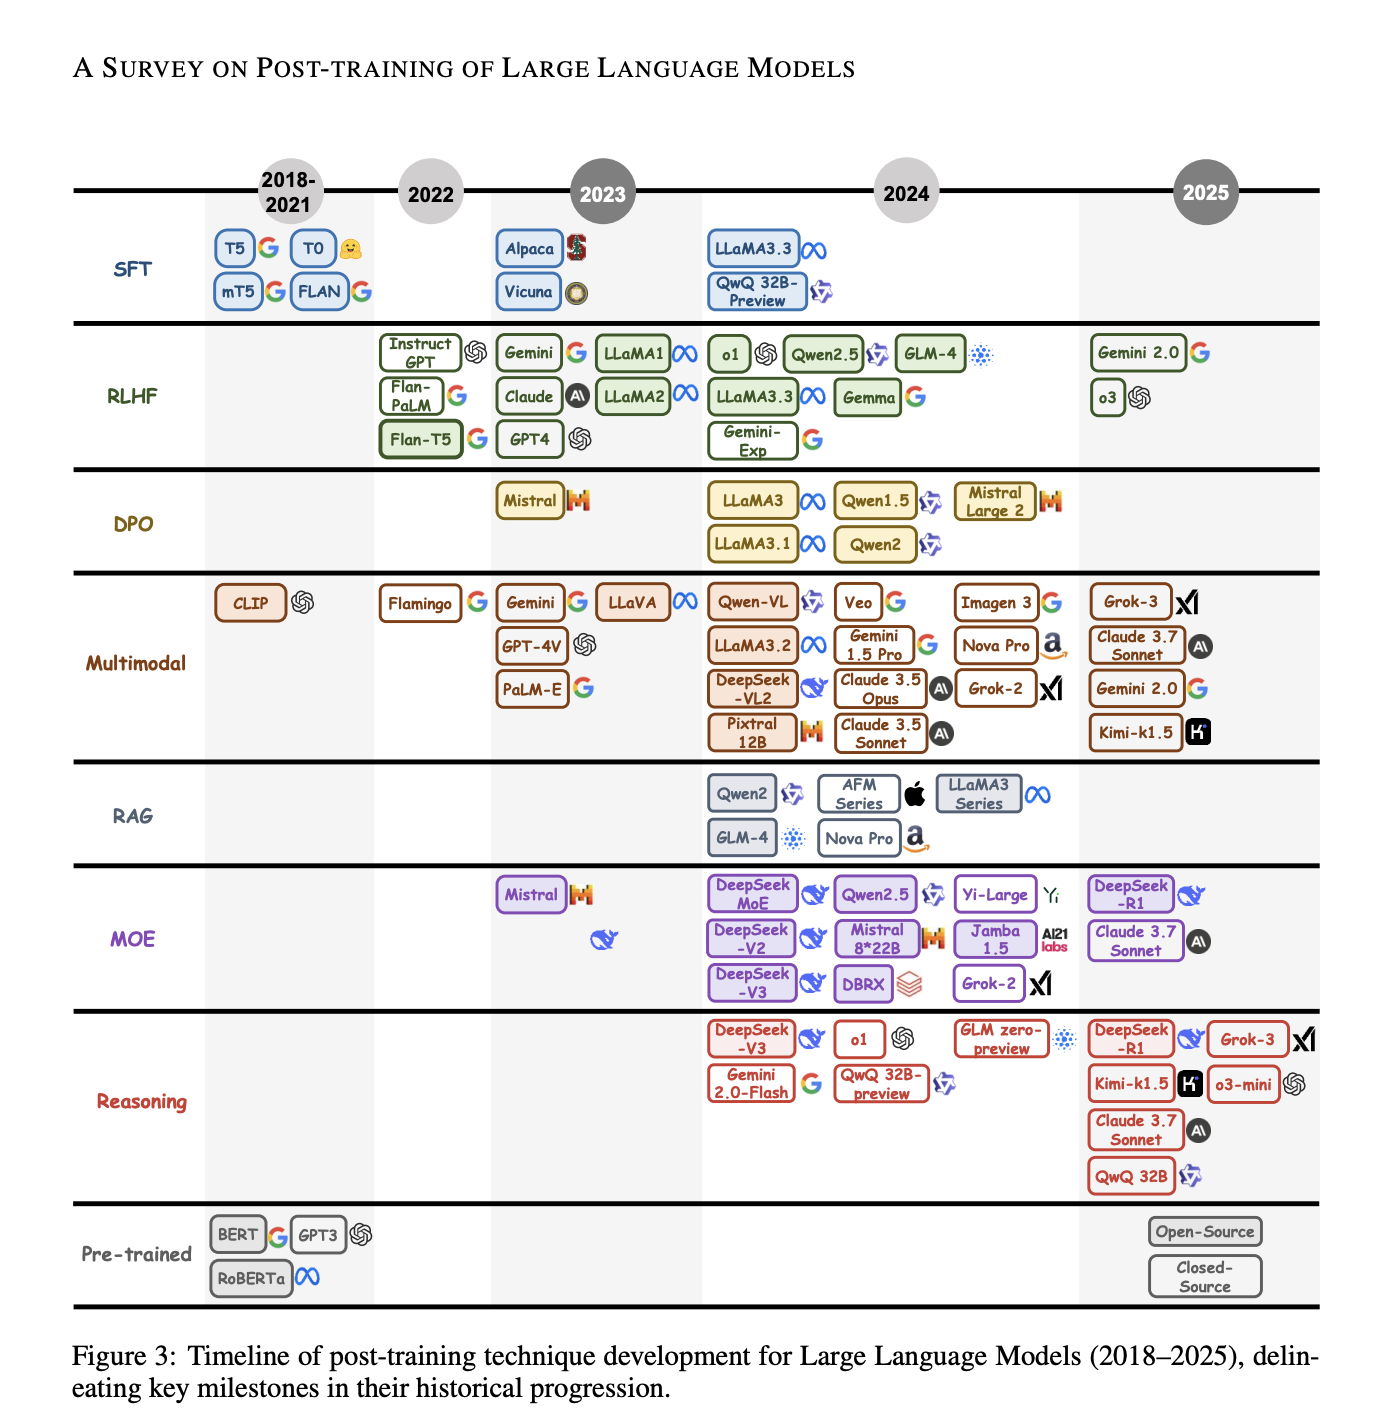 A SURVEY ON POST-TRAINING OF LARGE LANGUAGE MODELS
2018-
2021
2022
2023
2024
2025
SFT
T5
T0
mT5
FLAN
Alpaca
Vicuna
LLaMA3.3
QwQ 32B-
Preview
RLHF
Instruct
GPT
Flan-
PaLM
Flan-T5
Gemini
LLaMA1
Claude
LLaMA2
GPT4
o1
Qwen2.5
GLM-4
LLaMA3.3
Gemma
Gemini-
Exp
Gemini 2.0
o3
DPO
Mistral
LLaMA3
Qwen1.5
Mistral
Large 2
LLaMA3.1
Qwen2
Multimodal
CLIP
Flamingo
Gemini
LLaVA
GPT-4V
PaLM-E
Qwen-VL
Veo
Imagen 3
LLaMA3.2
Gemini
1.5 Pro
Nova Pro
DeepSeek
-VL2
Claude 3.5
Opus
Grok-2
Pixtral
12B
Claude 3.5
Sonnet
Grok-3
Claude 3.7
Sonnet
Gemini 2.0
Kimi-k1.5
RAG
Qwen2
AFM
Series
LLaMA3
Series
GLM-4
Nova Pro
MOE
Mistral
DeepSeek
MoE
Qwen2.5
Yi-Large
DeepSeek
-V2
Mistral
8*22B
Jamba
1.5
AI21
labs
DeepSeek
-V3
DBRX
Grok-2
DeepSeek
-R1
Claude 3.7
Sonnet
Reasoning
DeepSeek
-V3
o1
GLM zero-
preview
Gemini
2.0-Flash
QwQ 32B-
preview
DeepSeek
-R1
Grok-3
Kimi-k1.5
o3-mini
Claude 3.7
Sonnet
QwQ 32B
Pre-trained
BERT
GPT3
RoBERTa
Open-Source
Closed-
Source
Figure 3: Timeline of post-training technique development for Large Language Models (2018–2025), delin-
eating key milestones in their historical progression.